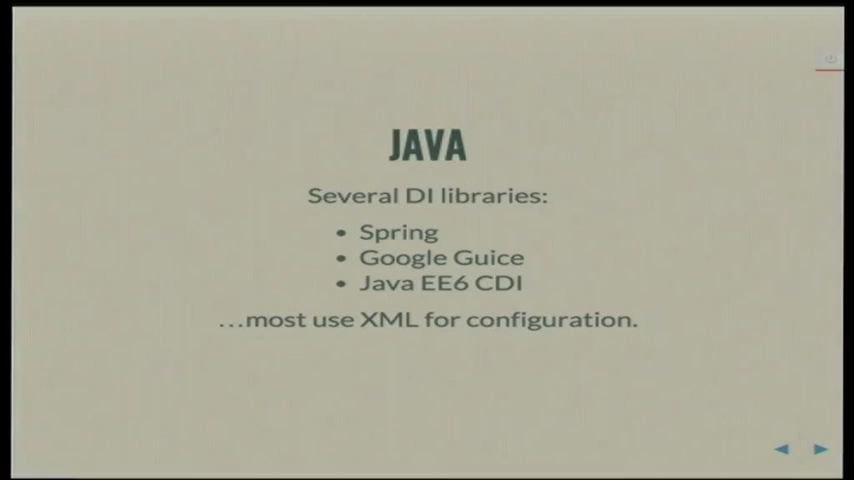 JAVA
Several DI libraries:
• Spring
• Google Guice
• Java EE6 CDI
...most use XML for configuration.